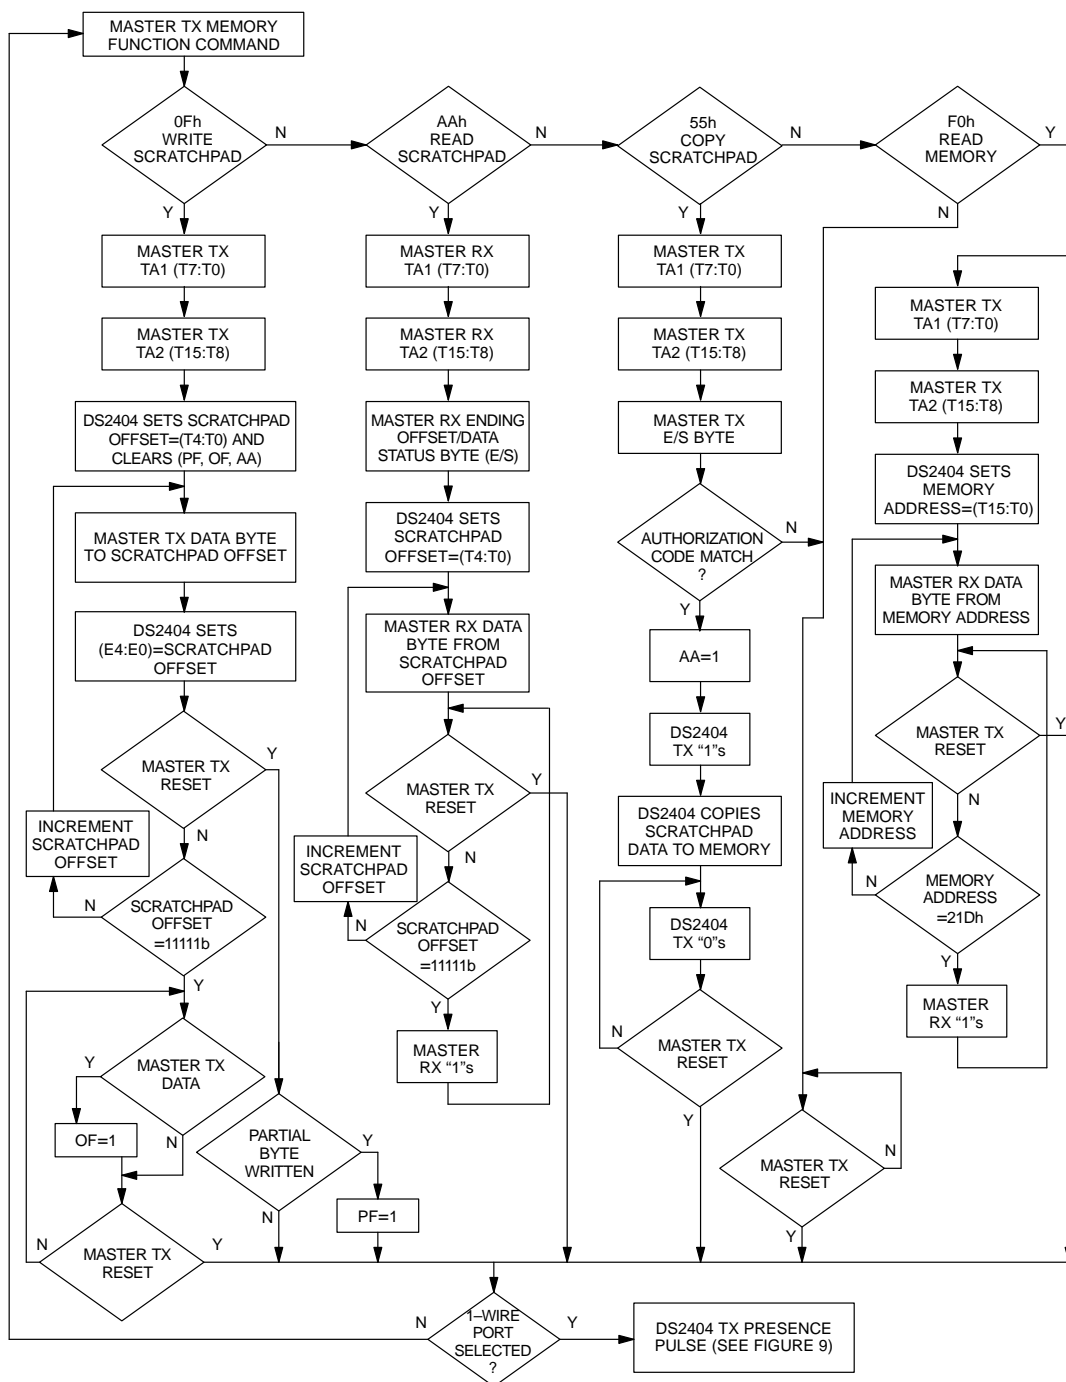 MASTER TX MEMORY
FUNCTION COMMAND
0Fh
WRITE
SCRATCHPAD
N
Y
AAh
READ
SCRATCHPAD
N
Y
55h
COPY
SCRATCHPAD
N
Y
F0h
READ
MEMORY
Y
N
MASTER TX
TA1 (T7:T0)
MASTER TX
TA2 (T15:T8)
DS2404 SETS SCRATCHPAD
OFFSET=(T4:T0) AND
CLEARS (PF, OF, AA)
MASTER TX DATA BYTE
TO SCRATCHPAD OFFSET
DS2404 SETS
(E4:E0)=SCRATCHPAD
OFFSET
MASTER TX
RESET
Y
N
INCREMENT
SCRATCHPAD
OFFSET
SCRATCHPAD
OFFSET
=11111b
N
Y
MASTER TX
DATA
Y
N
OF=1
MASTER TX
RESET
N
Y
PARTIAL
BYTE
WRITTEN
Y
N
PF=1
MASTER RX
TA1 (T7:T0)
MASTER RX
TA2 (T15:T8)
MASTER RX ENDING
OFFSET/DATA
STATUS BYTE (E/S)
DS2404 SETS
SCRATCHPAD
OFFSET=(T4:T0)
MASTER RX DATA
BYTE FROM
SCRATCHPAD
OFFSET
MASTER TX
RESET
Y
N
INCREMENT
SCRATCHPAD
OFFSET
SCRATCHPAD
OFFSET
=11111b
N
Y
MASTER
RX “1”s
MASTER TX
TA1 (T7:T0)
MASTER TX
TA2 (T15:T8)
MASTER TX
E/S BYTE
AUTHORIZATION
CODE MATCH
?
N
Y
AA=1
DS2404
TX “1”s
DS2404 COPIES
SCRATCHPAD
DATA TO MEMORY
DS2404
TX “0”s
MASTER TX
RESET
N
Y
MASTER TX
TA1 (T7:T0)
MASTER TX
TA2 (T15:T8)
DS2404 SETS
MEMORY
ADDRESS=(T15:T0)
MASTER RX DATA
BYTE FROM
MEMORY ADDRESS
MASTER TX
RESET
Y
N
INCREMENT
MEMORY
ADDRESS
MEMORY
ADDRESS
=21Dh
N
Y
MASTER
RX “1”s
MASTER TX
RESET
N
Y
1–WIRE
PORT
SELECTED
?
N
Y
DS2404 TX PRESENCE
PULSE (SEE FIGURE 9)